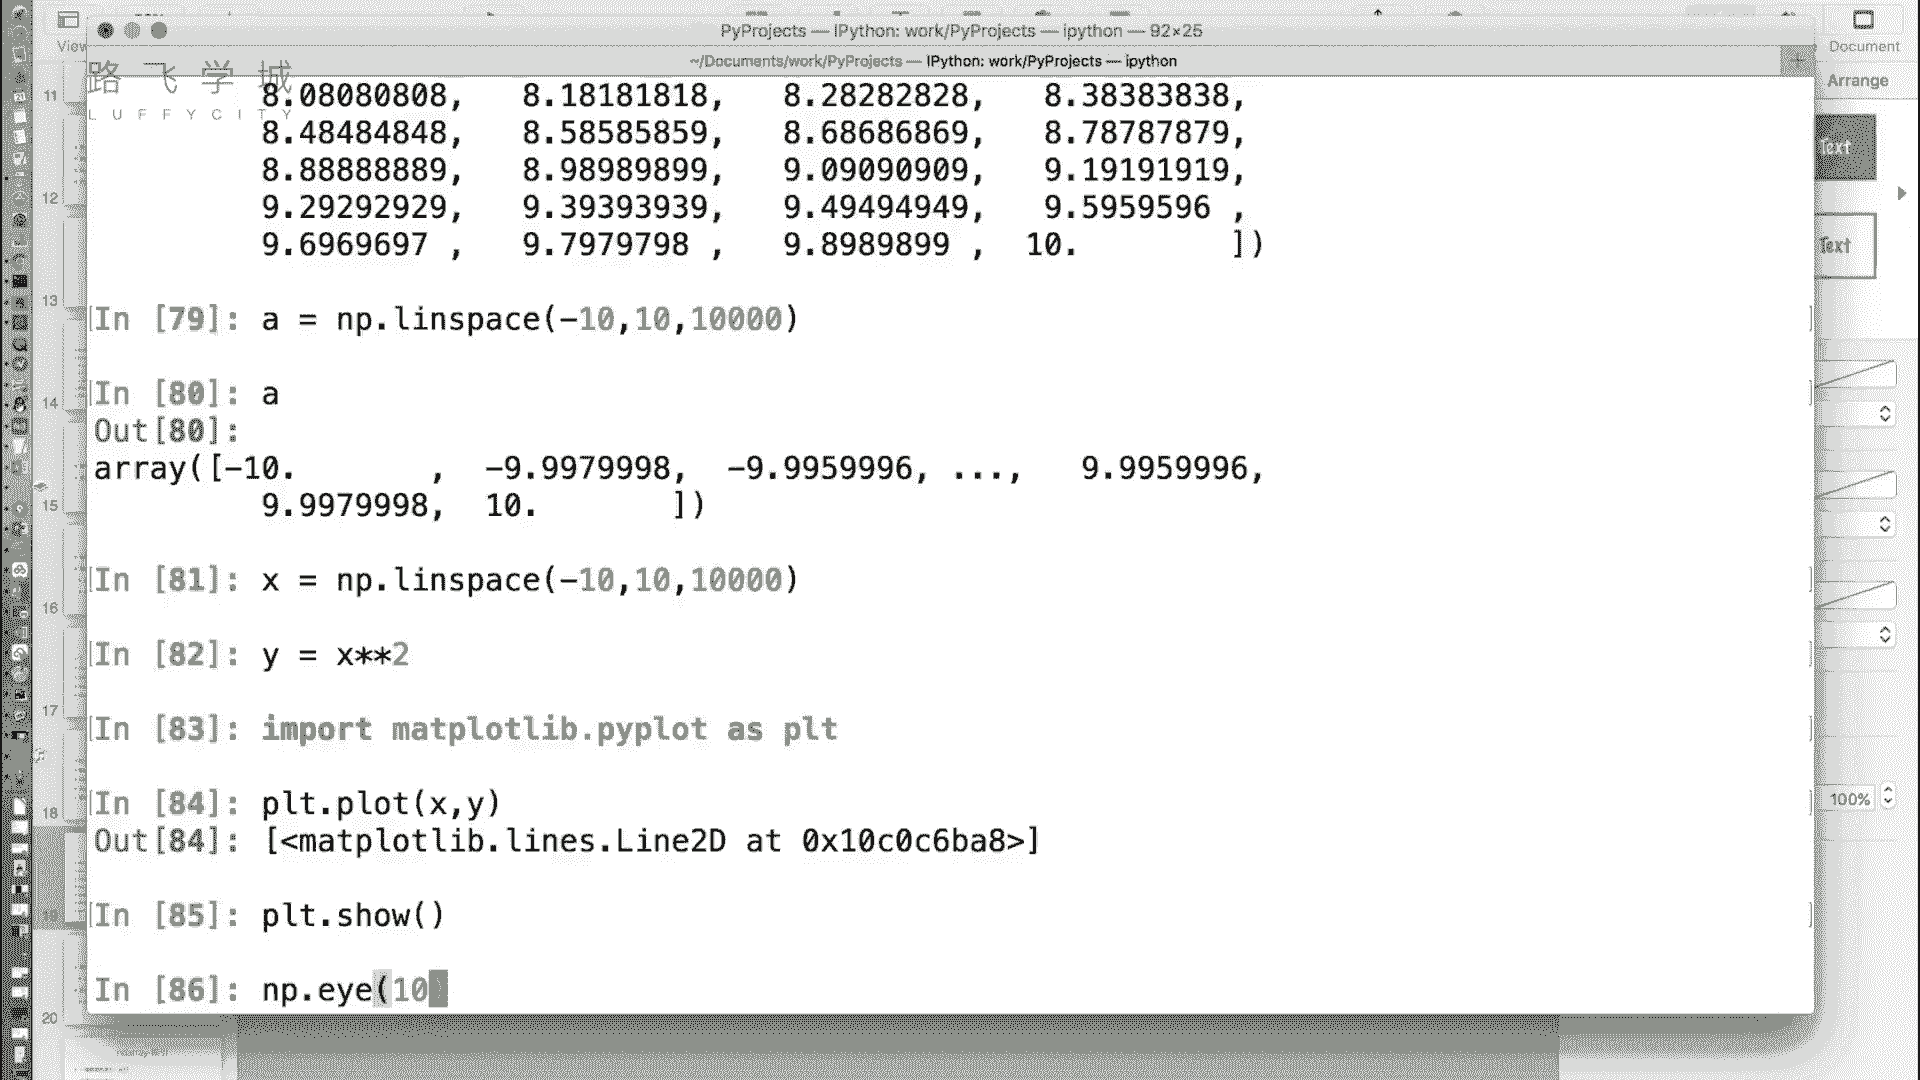 PyProjects — IPython: work/PyProjects — ipython — 92×25
View
Document
~/Documents/work/PyProjects — IPython: work/PyProjects — ipython
Arrange
路飞学城
LUFFYCITY
8.08080808, 8.18181818, 8.28282828, 8.38383838,
8.48484848, 8.58585859, 8.68686869, 8.78787879,
8.88888889, 8.98989899, 9.09090909, 9.19191919,
9.29292929, 9.39393939, 9.49494949, 9.5959596 ,
9.6969697 , 9.7979798 , 9.8989899 , 10. ])
In [79]: a = np.linspace(-10,10,10000)
In [80]: a
Out[80]:
array([-10. , -9.9979998, -9.9959996, ..., 9.9959996,
9.9979998, 10. ])
In [81]: x = np.linspace(-10,10,10000)
In [82]: y = x**2
In [83]: import matplotlib.pyplot as plt
In [84]: plt.plot(x,y)
Out[84]: [<matplotlib.lines.Line2D at 0x10c0c6ba8>]
In [85]: plt.show()
In [86]: np.eye(10
11
12
13
14
15
16
17
18
19
20
Text
Text
100%